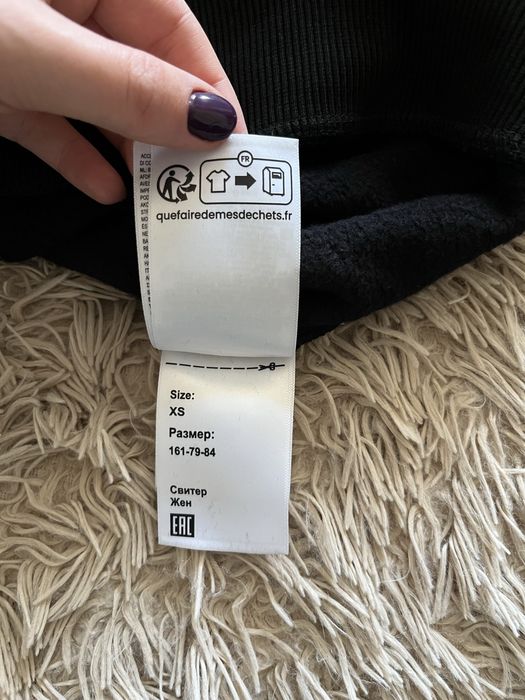 FR
quefairedemesdechets.fr
Size:
XS
Размер:
161-79-84
Свитер
Жен
EAC